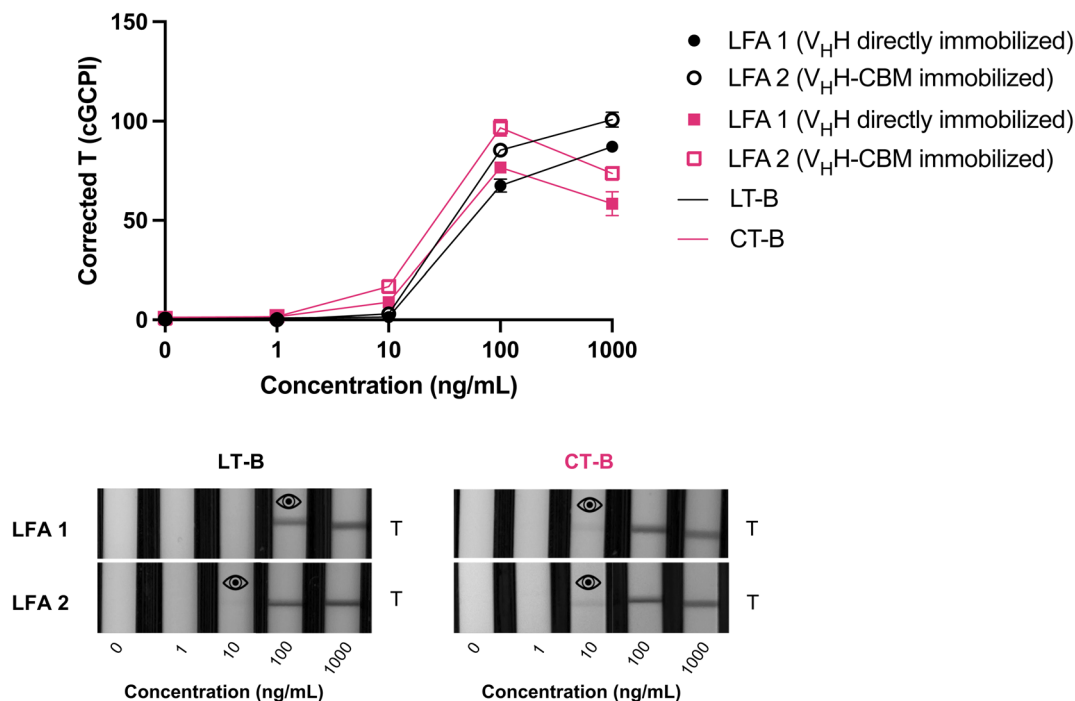 150
100
50
0
Corrected T (cGCPI)
0 1 10 100 1000
Concentration (ng/mL)
LFA 1 (VHH directly immobilized)
LFA 2 (VHH-CBM immobilized)
LFA 1 (VHH directly immobilized)
LFA 2 (VHH-CBM immobilized)
LT-B
CT-B
LT-B
LFA 1 T
LFA 2 T
0 1 10 100 1000
Concentration (ng/mL)
CT-B
T
T
0 1 10 100 1000
Concentration (ng/mL)